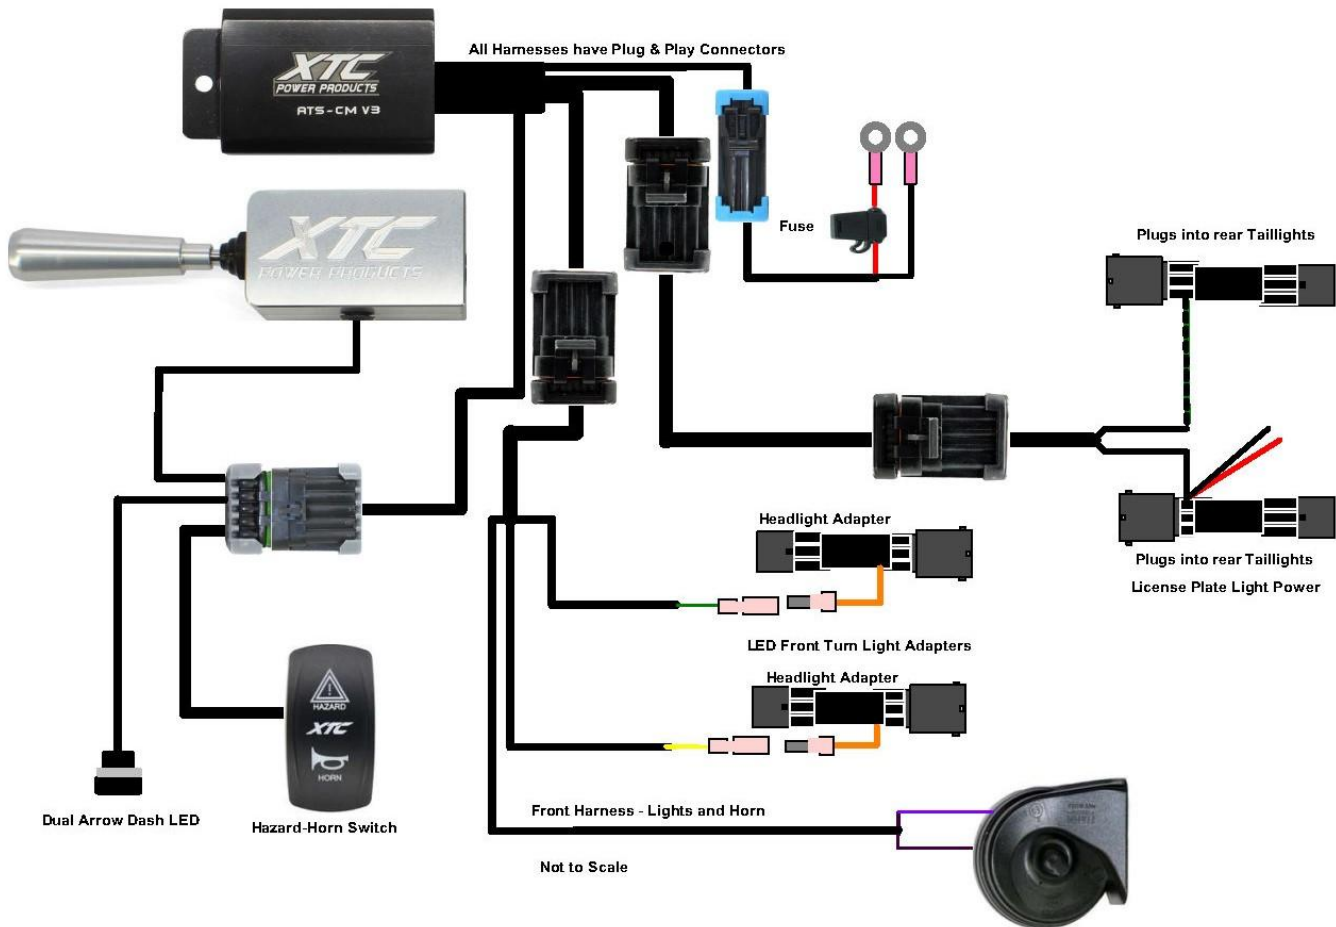 All Harnesses have Plug & Play Connectors
XTC
POWER PRODUCTS
ATS-CM V3
XTC
POWER PRODUCTS
Fuse
Plugs into rear Taillights
Headlight Adapter
Plugs into rear Taillights
License Plate Light Power
LED Front Turn Light Adapters
Headlight Adapter
HAZARD
XTC
HORN
Dual Arrow Dash LED
Hazard-Horn Switch
Front Harness - Lights and Horn
Not to Scale